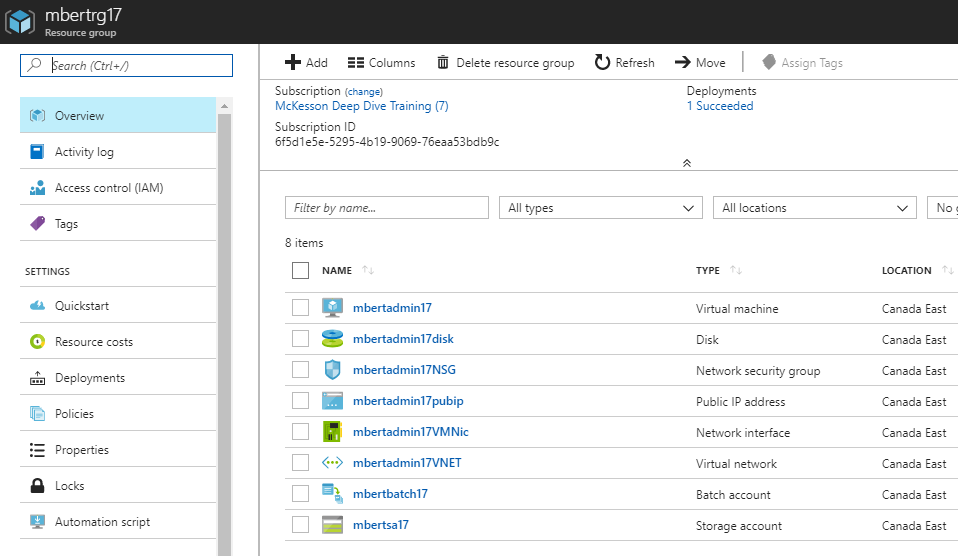 mbertrg17
Resource group
Search (Ctrl+/)
Overview
Activity log
Access control (IAM)
Tags
SETTINGS
Quickstart
Resource costs
Deployments
Policies
Properties
Locks
Automation script
Add Columns Delete resource group Refresh Move Assign Tags
Subscription (change) Deployments
McKesson Deep Dive Training (7) 1 Succeeded
Subscription ID
6f5d1e5e-5295-4b19-9069-76eaa53bdb9c
Filter by name... All types All locations No
8 items
NAME TYPE LOCATION
mbertadmin17 Virtual machine Canada East
mbertadmin17disk Disk Canada East
mbertadmin17NSG Network security group Canada East
mbertadmin17pubip Public IP address Canada East
mbertadmin17VMNic Network interface Canada East
mbertadmin17VNET Virtual network Canada East
mbertbatch17 Batch account Canada East
mbertsa17 Storage account Canada East